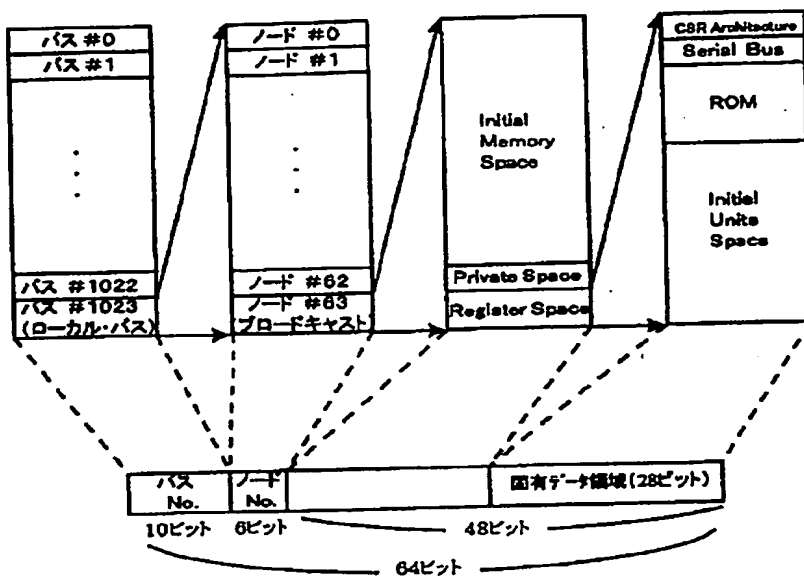 バス #0
バス #1
バス #1022
バス #1023
(ローカル・バス)
ノード #0
ノード #1
ノード #62
ノード #63
(ブロードキャスト)
Initial
Memory
Space
Private Space
Register Space
CSR Architecture
Serial Bus
ROM
Initial
Units
Space
バス
No.
ノード
No.
固有データ領域(28ビット)
10ビット
6ビット
48ビット
64ビット